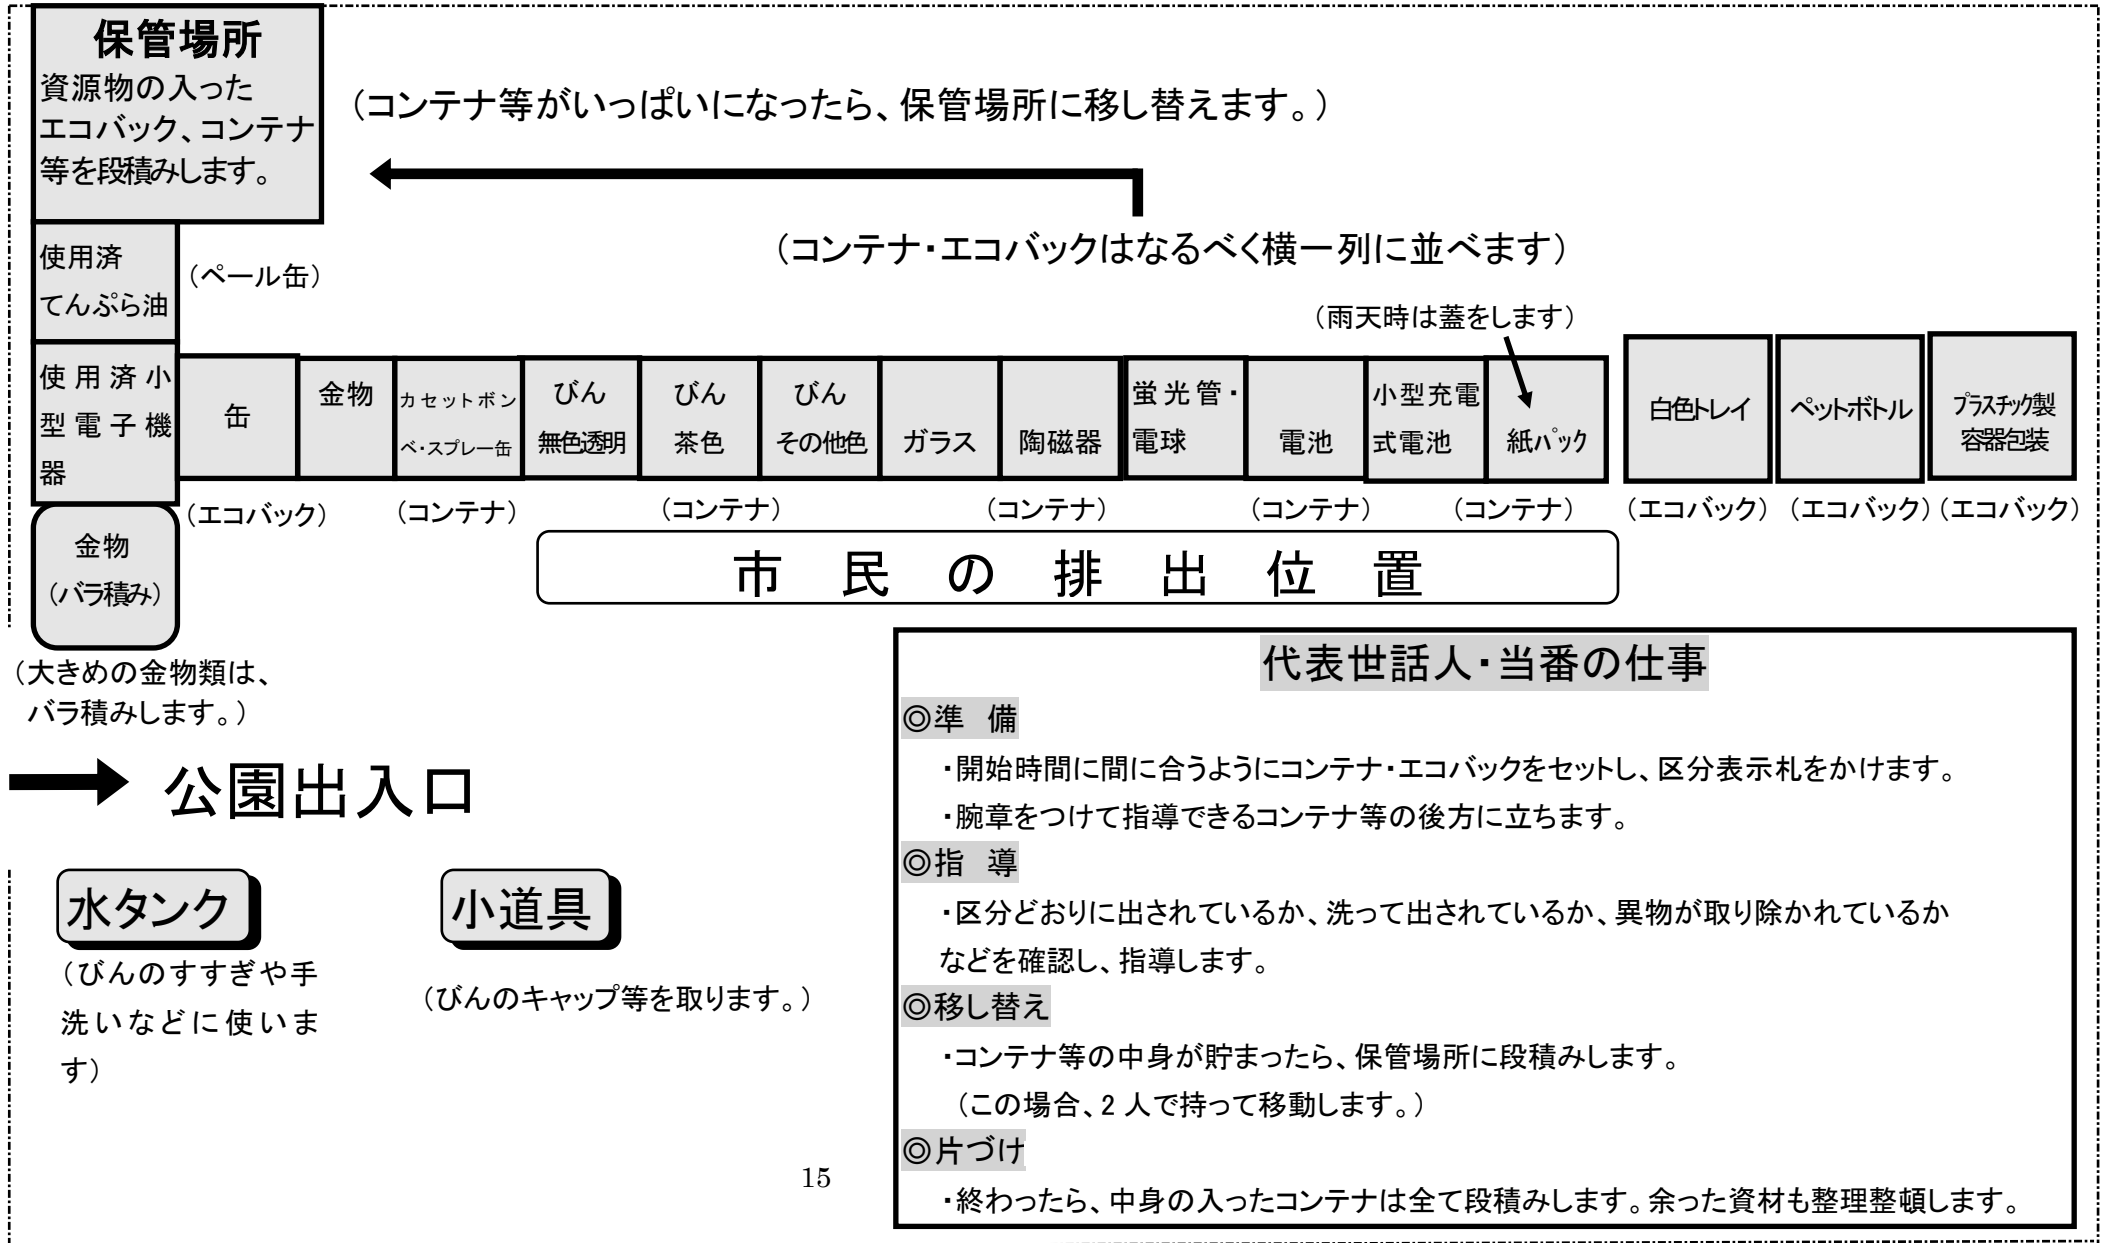 保管場所
資源物の入った
エコバック、コンテナ
等を段積みします。
（コンテナ等がいっぱいになったら、保管場所に移し替えます。）
（コンテナ・エコバックはなるべく横一列に並べます）
使用済
てんぷら油
（ペール缶）
（雨天時は蓋をします）
使用済小
型電子機
器
缶
金物
カセットボン
ベ・スプレー缶
びん
無色透明
びん
茶色
びん
その他色
ガラス
陶磁器
蛍光管・
電球
電池
小型充電
式電池
紙パック
白色トレイ
ペットボトル
プラスチック製
容器包装
（エコバック）
（コンテナ）
（コンテナ）
（コンテナ）
（コンテナ）
（コンテナ）
（エコバック）
（エコバック）
（エコバック）
金物
（バラ積み）
市民の排出位置
（大きめの金物類は、
バラ積みします。）
公園出入口
水タンク
（びんのすすぎや手
洗いなどに使いま
す）
小道具
（びんのキャップ等を取ります。）
代表世話人・当番の仕事
◎準　備
・開始時間に間に合うようにコンテナ・エコバックをセットし、区分表示札をかけます。
・腕章をつけて指導できるコンテナ等の後方に立ちます。
◎指　導
・区分どおりに出されているか、洗って出されているか、異物が取り除かれているか
などを確認し、指導します。
◎移し替え
・コンテナ等の中身が貯まったら、保管場所に段積みします。
（この場合、2 人で持って移動します。）
◎片づけ
・終わったら、中身の入ったコンテナは全て段積みします。余った資材も整理整頓します。
15